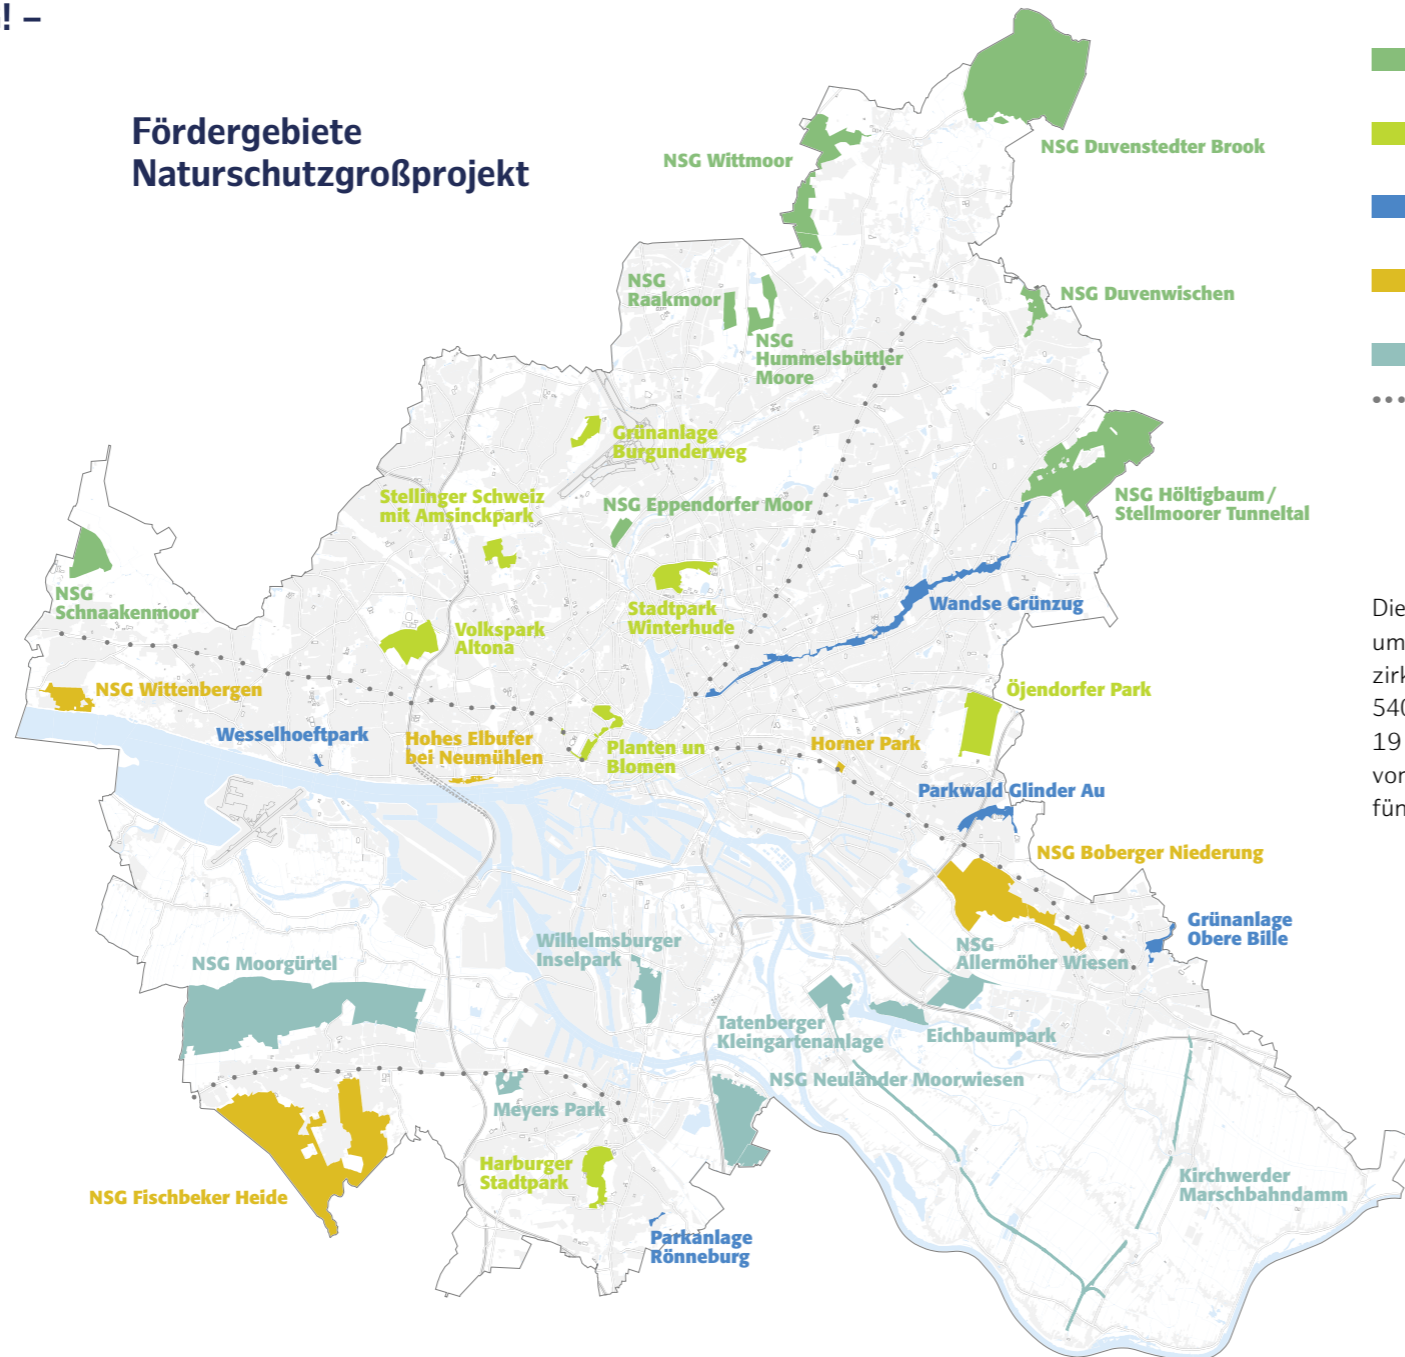 ! –
Fördergebiete
Naturschutzgroßprojekt
NSG Wittmoor
NSG Duvenstedter Brook
NSG
Raakmoor
NSG Duvenwischen
NSG
Hummelsbüttler
Moore
Grünanlage
Burgunderweg
Stellinger Schweiz
mit Amsinckpark
NSG Eppendorfer Moor
NSG Höltigbaum /
Stellmoorer Tunneltal
NSG
Schnaakenmoor
Stadtpark
Winterhude
Wandse Grünzug
Volkspark
Altona
NSG Wittenbergen
Öjendorfer Park
Wesselhoeftpark
Hohes Elbufer
bei Neumühlen
Planten un
Blomen
Horner Park
Parkwald Glinder Au
NSG Boberger Niederung
Grünanlage
Obere Bille
Wilhelmsburger
Inselpark
NSG
Allermöher Wiesen
NSG Moorgürtel
Tatenberger
Kleingartenanlage
Eichbaumpark
NSG Neuländer Moorwiesen
Meyers Park
Harburger
Stadtpark
Kirchwerder
Marschbahndamm
NSG Fischbeker Heide
Parkanlage
Rönneburg
Die
um
zirk
540
19
vor
fün